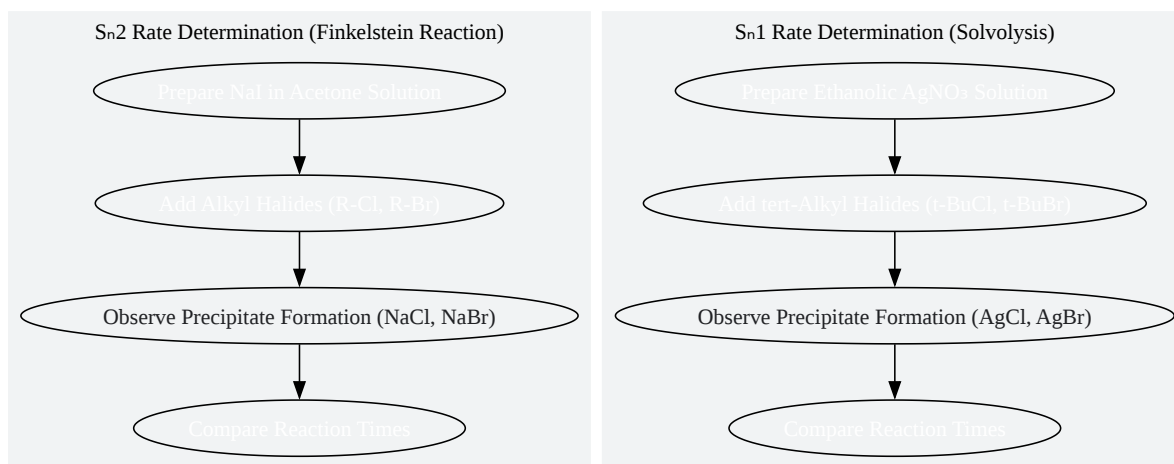 Sₙ2 Rate Determination (Finkelstein Reaction)
Prepare NaI in Acetone Solution
Add Alkyl Halides (R-Cl, R-Br)
Observe Precipitate Formation (NaCl, NaBr)
Compare Reaction Times
Sₙ1 Rate Determination (Solvolysis)
Prepare Ethanolic AgNO₃ Solution
Add tert-Alkyl Halides (t-BuCl, t-BuBr)
Observe Precipitate Formation (AgCl, AgBr)
Compare Reaction Times